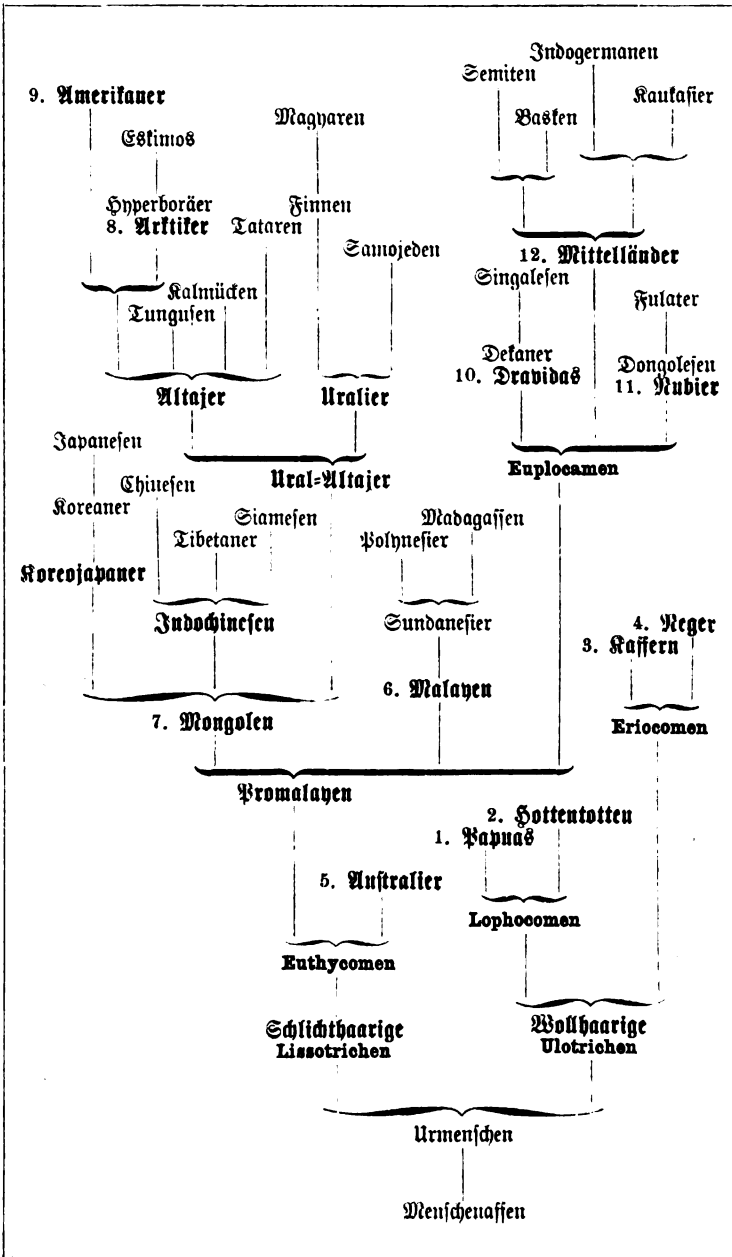 Indogermanen
Semiten
Kaukasier
9. Amerikaner
Basken
Magyaren
Eskimos
Hyperboräer
8. Arktiker
Finnen
Tataren
Samojeden
12. Mittelländer
Singalesen
Kalmücken
Tungusen
Fulater
Dekaner
10. Dravidas
Dongolesen
11. Nubier
Altajer
Uralier
Japanesen
Ural-Altajer
Euplocamen
Chinesen
Koreaner
Siamesen
Madagassen
Tibetaner
Polynesier
Koreojapaner
Indochinesen
Sundanesier
4. Neger
3. Kaffern
6. Malayen
7. Mongolen
Eriocomen
Promalayen
2. Hottentotten
1. Papuas
5. Australier
Lophocomen
Euthycomen
Schlichthaarige
Lissotrichen
Wollhaarige
Ulotrichen
Urmenschen
Menschenaffen